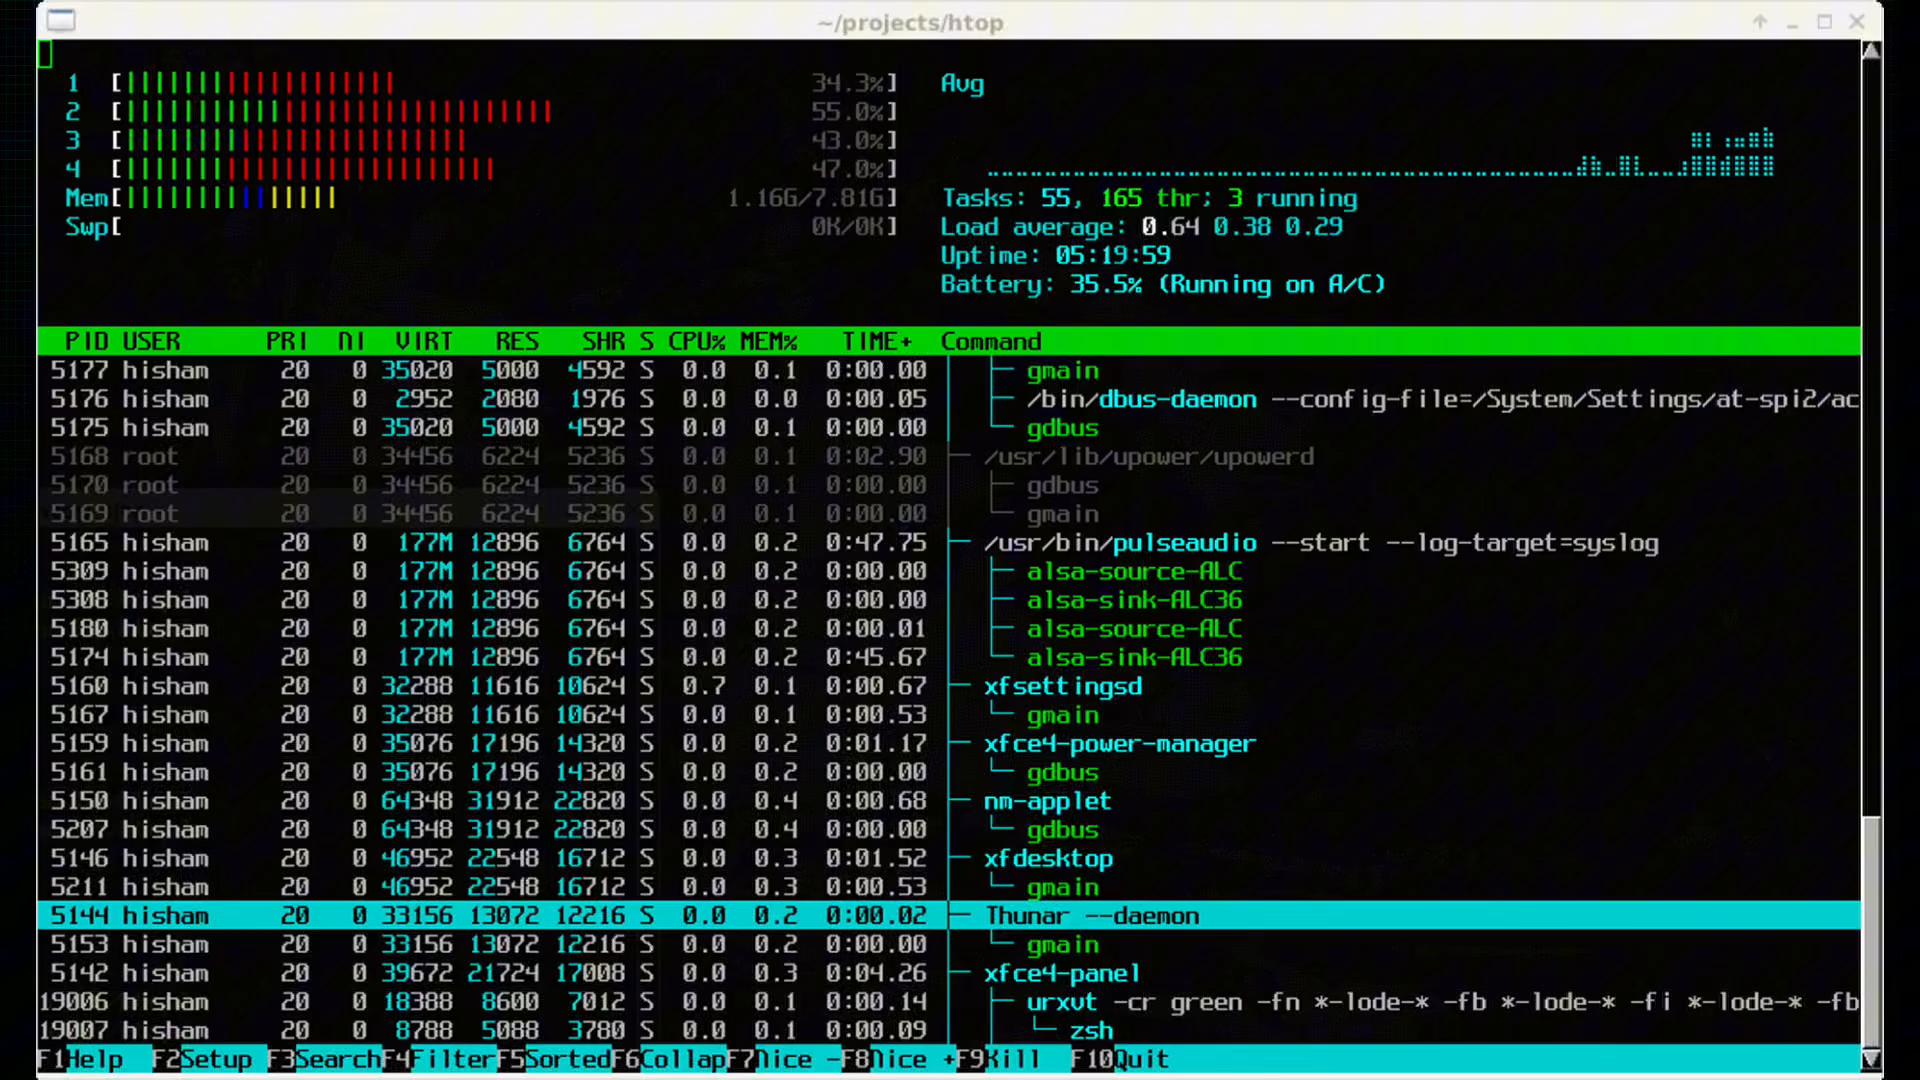 ~/projects/htop
1 [ 34.3%] Avg
2 [ 55.0%]
3 [ 43.0%]
4 [ 47.0%]
Mem[ 1.16G/7.81G] Tasks: 55, 165 thr; 3 running
Swp[ 0K/0K] Load average: 0.64 0.38 0.29
Uptime: 05:19:59
Battery: 35.5% (Running on A/C)
PID USER PRI NI VIRT RES SHR S CPU% MEM% TIME+ Command
5177 hisham 20 0 35020 5000 4592 S 0.0 0.1 0:00.00 gmain
5176 hisham 20 0 2952 2080 1976 S 0.0 0.0 0:00.05 /bin/dbus-daemon --config-file=/System/Settings/at-spi2/ac
5175 hisham 20 0 35020 5000 4592 S 0.0 0.1 0:00.00 gdbus
5168 root 20 0 34456 6224 5236 S 0.0 0.1 0:02.90 /usr/lib/upower/upowerd
5170 root 20 0 34456 6224 5236 S 0.0 0.1 0:00.00 gdbus
5169 root 20 0 34456 6224 5236 S 0.0 0.1 0:00.00 gmain
5165 hisham 20 0 177M 12896 6764 S 0.0 0.2 0:47.75 /usr/bin/pulseaudio --start --log-target=syslog
5309 hisham 20 0 177M 12896 6764 S 0.0 0.2 0:00.00 alsa-source-ALC
5308 hisham 20 0 177M 12896 6764 S 0.0 0.2 0:00.00 alsa-sink-ALC36
5180 hisham 20 0 177M 12896 6764 S 0.0 0.2 0:00.01 alsa-source-ALC
5174 hisham 20 0 177M 12896 6764 S 0.0 0.2 0:45.67 alsa-sink-ALC36
5160 hisham 20 0 32288 11616 10624 S 0.7 0.1 0:00.67 xfsettingsd
5167 hisham 20 0 32288 11616 10624 S 0.0 0.1 0:00.53 gmain
5159 hisham 20 0 35076 17196 14320 S 0.0 0.2 0:01.17 xfce4-power-manager
5161 hisham 20 0 35076 17196 14320 S 0.0 0.2 0:00.00 gdbus
5150 hisham 20 0 64348 31912 22820 S 0.0 0.4 0:00.68 nm-applet
5207 hisham 20 0 64348 31912 22820 S 0.0 0.4 0:00.00 gdbus
5146 hisham 20 0 46952 22548 16712 S 0.0 0.3 0:01.52 xfdesktop
5211 hisham 20 0 46952 22548 16712 S 0.0 0.3 0:00.53 gmain
5144 hisham 20 0 33156 13072 12216 S 0.0 0.2 0:00.02 Thunar --daemon
5153 hisham 20 0 33156 13072 12216 S 0.0 0.2 0:00.00 gmain
5142 hisham 20 0 39672 21724 17008 S 0.0 0.3 0:04.26 xfce4-panel
19006 hisham 20 0 18388 8600 7012 S 0.0 0.1 0:00.14 urxvt -cr green -fn *-lode-* -fb *-lode-* -fi *-lode-* -fb
19007 hisham 20 0 8788 5088 3780 S 0.0 0.1 0:00.09 zsh
F1Help F2Setup F3SearchF4FilterF5SortedF6CollapF7Nice -F8Nice +F9Kill F10Quit